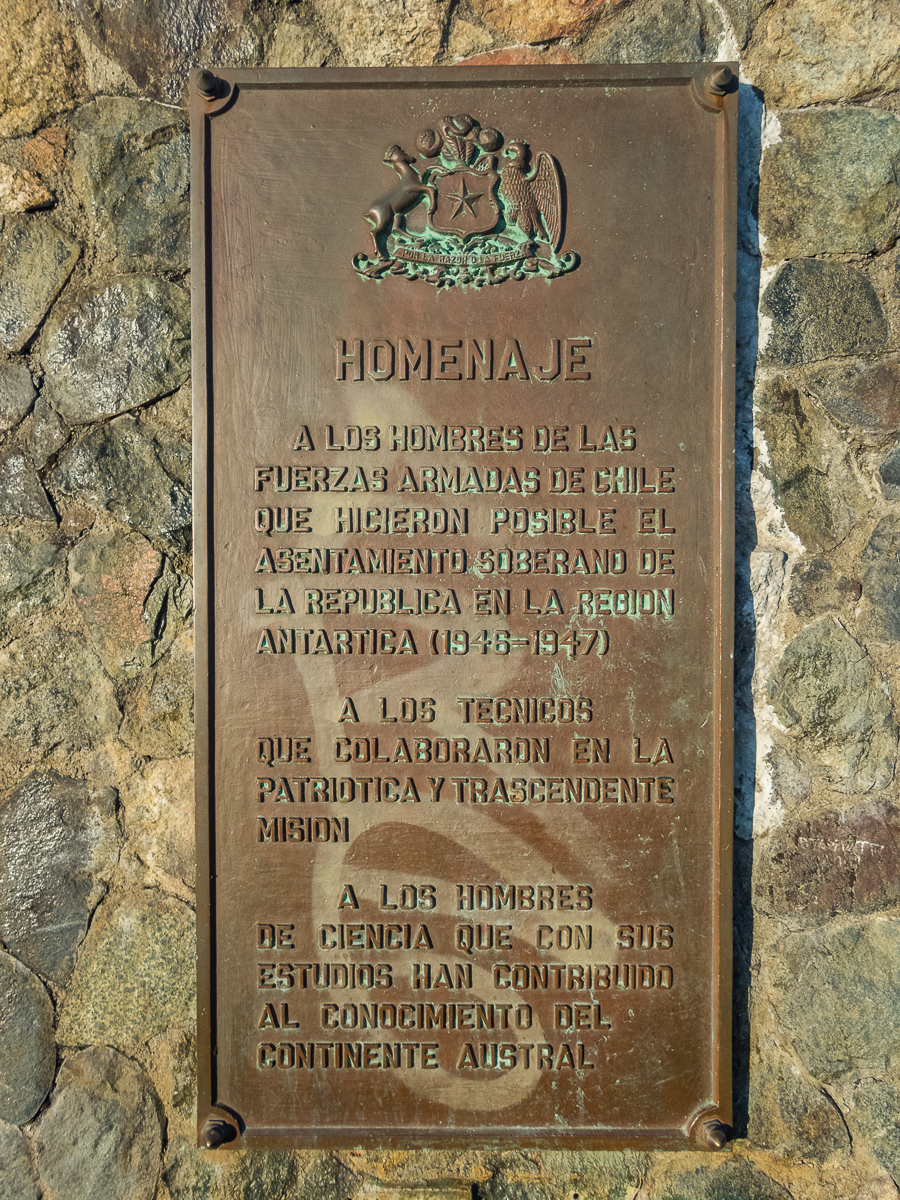 POR LA RAZON O LA FUERZA
HOMENAJE
A LOS HOMBRES DE LAS
FUERZAS ARMADAS DE CHILE
QUE HICIERON POSIBLE EL
ASENTAMIENTO SOBERANO DE
LA REPUBLICA EN LA REGION
ANTARTICA (1946-1947)
A LOS TECNICOS
QUE COLABORARON EN LA
PATRIOTICA Y TRASCENDENTE
MISION
A LOS HOMBRES
DE CIENCIA QUE CON SUS
ESTUDIOS HAN CONTRIBUIDO
AL CONOCIMIENTO DEL
CONTINENTE AUSTRAL